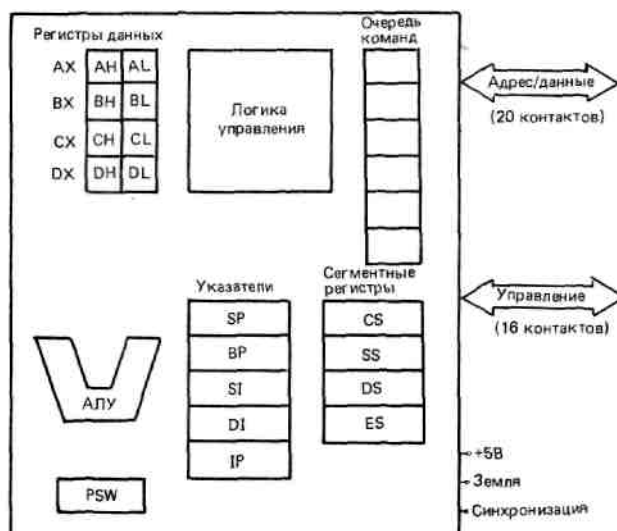 Регистры данных
AX AH AL
BX BH BL
CX CH CL
DX DH DL
Логика
управления
Очередь
команд
Адрес/данные
(20 контактов)
Управление
(16 контактов)
Указатели
SP
BP
SI
DI
IP
Сегментные
регистры
CS
SS
DS
ES
АЛУ
PSW
+5В
Земля
Синхронизация